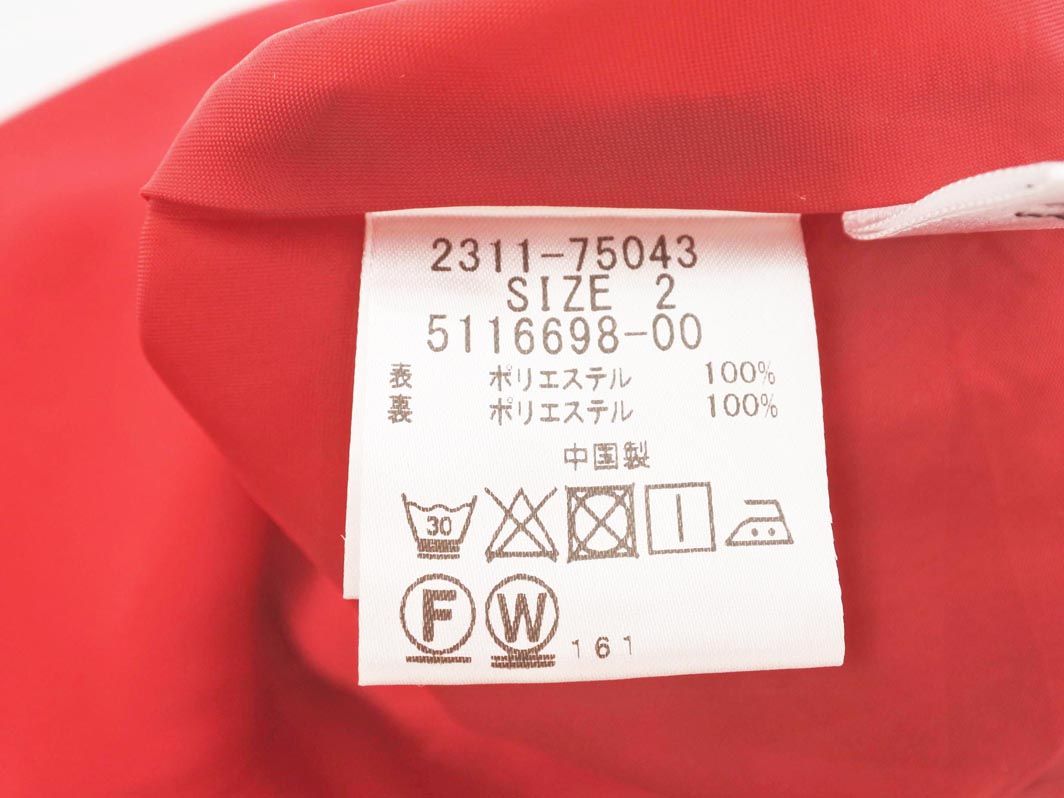 2311-75043
SIZE 2
5116698-00
表 ポリエステル 100%
裏 ポリエステル 100%
中国製
30
F W 161